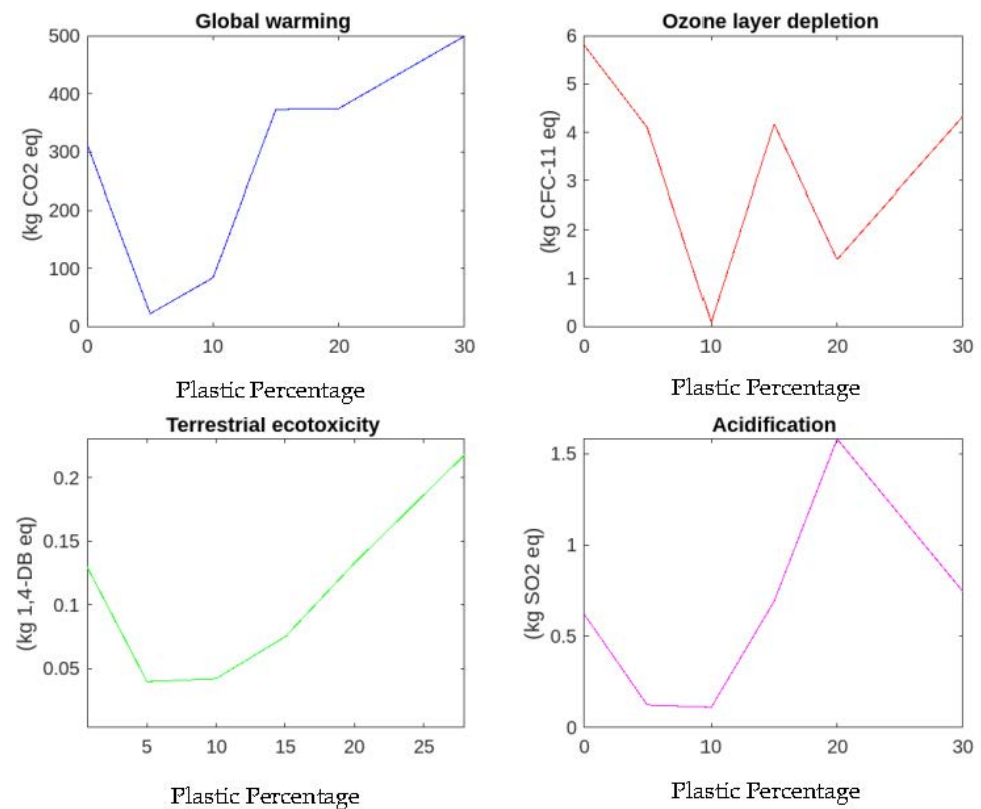 Global warming
500
400
300
200
100
0
(kg CO2 eq)
0 10 20 30
Plastic Percentage
Ozone layer depletion
6
5
4
3
2
1
0
(kg CFC-11 eq)
0 10 20 30
Plastic Percentage
Terrestrial ecotoxicity
0.2
0.15
0.1
0.05
(kg 1,4-DB eq)
5 10 15 20 25
Plastic Percentage
Acidification
1.5
1
0.5
0
(kg SO2 eq)
0 10 20 30
Plastic Percentage